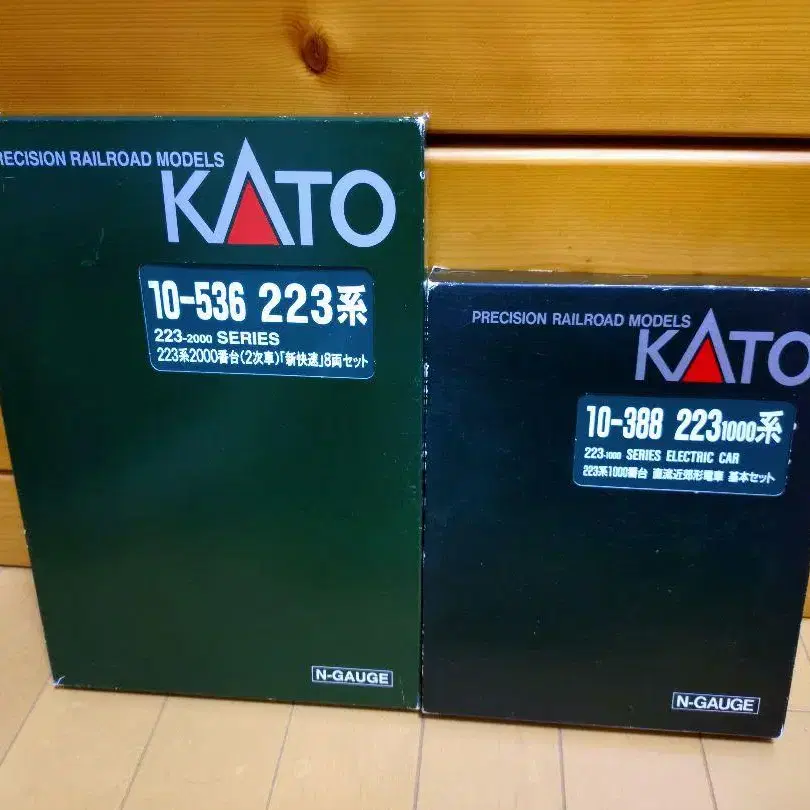 RECISION RAILROAD MODELS
KATO
10-536 223系
223-2000 SERIES
223系2000番台(2次車)「新快速」8両セット
N-GAUGE
PRECISION RAILROAD MODELS
KATO
10-388 2231000系
223-1000 SERIES ELECTRIC CAR
223系1000番台 直流近郊形電車 基本セット
N-GAUGE